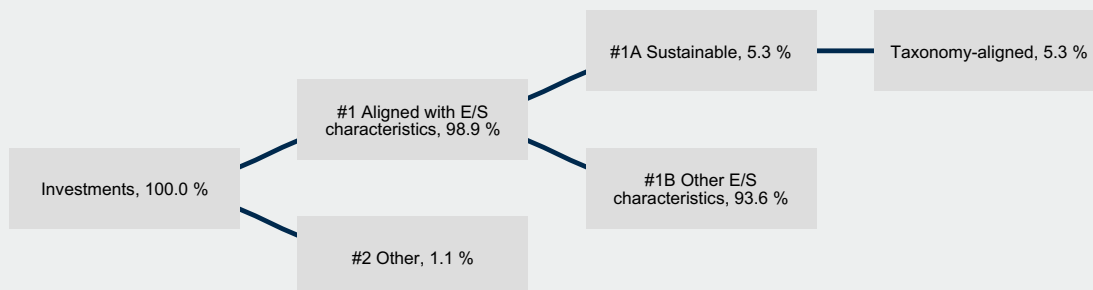 #1A Sustainable, 5.3 %
Taxonomy-aligned, 5.3 %
#1 Aligned with E/S
characteristics, 98.9 %
Investments, 100.0 %
#1B Other E/S
characteristics, 93.6 %
#2 Other, 1.1 %